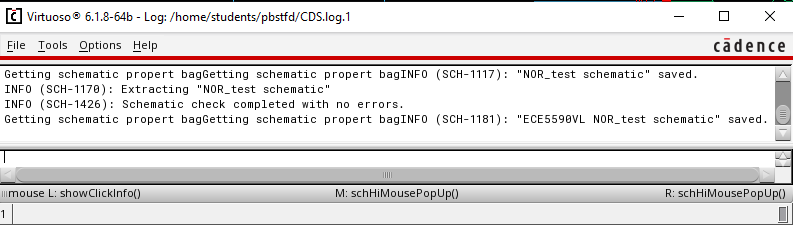 Virtuoso® 6.1.8-64b - Log: /home/students/pbstfd/CDS.log.1
File Tools Options Help cādence
Getting schematic propert bagGetting schematic propert bagINFO (SCH-1117): "NOR_test schematic" saved.
INFO (SCH-1170): Extracting "NOR_test schematic"
INFO (SCH-1426): Schematic check completed with no errors.
Getting schematic propert bagGetting schematic propert bagINFO (SCH-1181): "ECE5590VL NOR_test schematic" saved.
mouse L: showClickInfo() M: schHiMousePopUp() R: schHiMousePopUp()
1